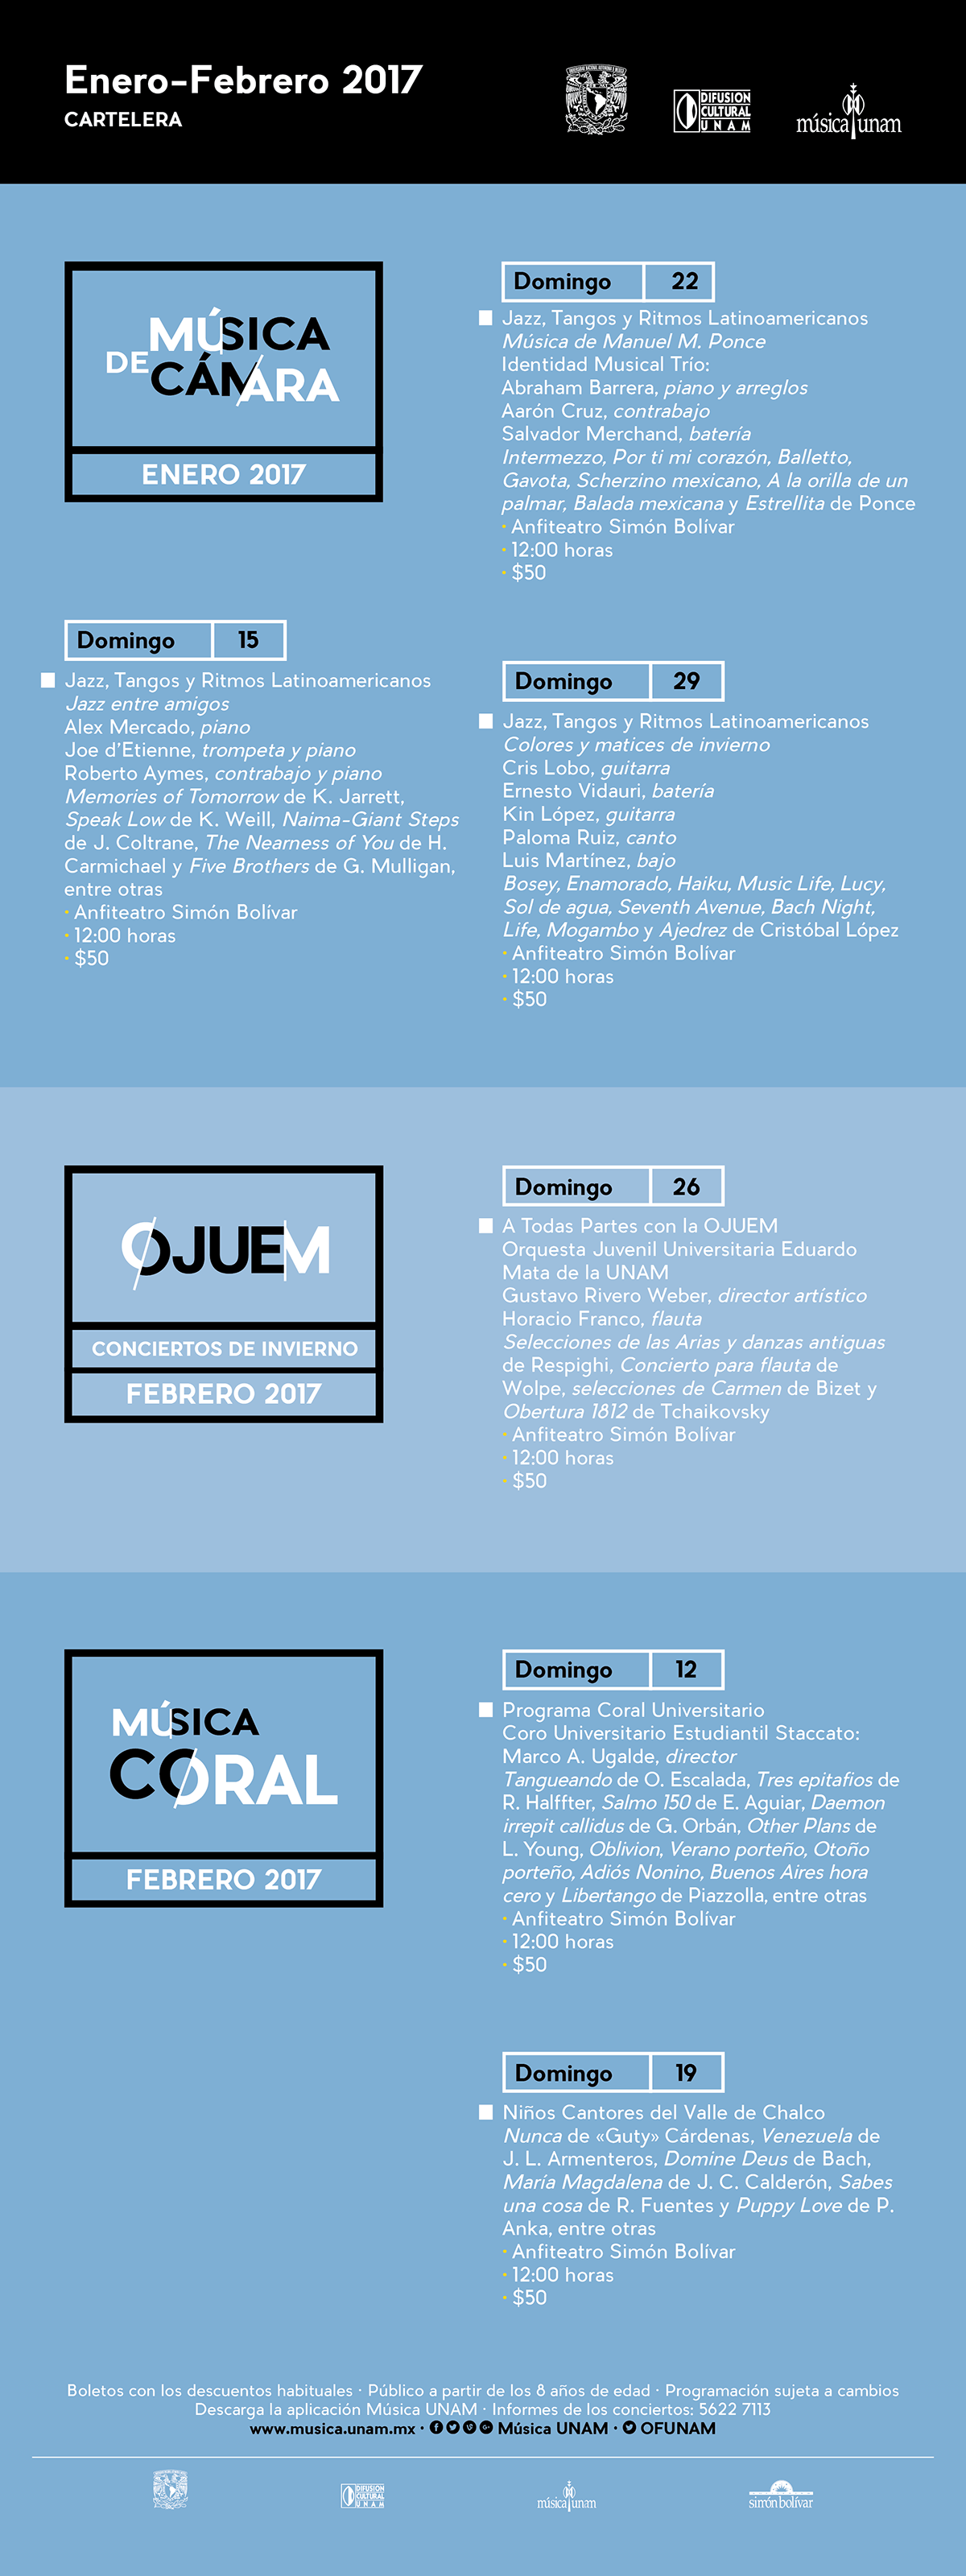 Enero-Febrero 2017
CARTELERA
DIFUSION
CULTURAL
UNAM
música unam
MÚSICA
DE CÁMARA
ENERO 2017
Domingo 15
Jazz, Tangos y Ritmos Latinoamericanos
Jazz entre amigos
Alex Mercado, piano
Joe d'Etienne, trompeta y piano
Roberto Aymes, contrabajo y piano
Memories of Tomorrow de K. Jarrett,
Speak Low de K. Weill, Naima-Giant Steps
de J. Coltrane, The Nearness of You de H.
Carmichael y Five Brothers de G. Mulligan,
entre otras
· Anfiteatro Simón Bolívar
· 12:00 horas
· $50
Domingo 22
Jazz, Tangos y Ritmos Latinoamericanos
Música de Manuel M. Ponce
Identidad Musical Trío:
Abraham Barrera, piano y arreglos
Aarón Cruz, contrabajo
Salvador Merchand, batería
Intermezzo, Por ti mi corazón, Balletto,
Gavota, Scherzino mexicano, A la orilla de un
palmar, Balada mexicana y Estrellita de Ponce
· Anfiteatro Simón Bolívar
· 12:00 horas
· $50
Domingo 29
Jazz, Tangos y Ritmos Latinoamericanos
Colores y matices de invierno
Cris Lobo, guitarra
Ernesto Vidauri, batería
Kin López, guitarra
Paloma Ruiz, canto
Luis Martínez, bajo
Bosey, Enamorado, Haiku, Music Life, Lucy,
Sol de agua, Seventh Avenue, Bach Night,
Life, Mogambo y Ajedrez de Cristóbal López
· Anfiteatro Simón Bolívar
· 12:00 horas
· $50
OJUEM
CONCIERTOS DE INVIERNO
FEBRERO 2017
Domingo 26
A Todas Partes con la OJUEM
Orquesta Juvenil Universitaria Eduardo
Mata de la UNAM
Gustavo Rivero Weber, director artístico
Horacio Franco, flauta
Selecciones de las Arias y danzas antiguas
de Respighi, Concierto para flauta de
Wolpe, selecciones de Carmen de Bizet y
Obertura 1812 de Tchaikovsky
· Anfiteatro Simón Bolívar
· 12:00 horas
· $50
MÚSICA
CORAL
FEBRERO 2017
Domingo 12
Programa Coral Universitario
Coro Universitario Estudiantil Staccato:
Marco A. Ugalde, director
Tangueando de O. Escalada, Tres epitafios de
R. Halffter, Salmo 150 de E. Aguiar, Daemon
irrepit callidus de G. Orbán, Other Plans de
L. Young, Oblivion, Verano porteño, Otoño
porteño, Adiós Nonino, Buenos Aires hora
cero y Libertango de Piazzolla, entre otras
· Anfiteatro Simón Bolívar
· 12:00 horas
· $50
Domingo 19
Niños Cantores del Valle de Chalco
Nunca de «Guty» Cárdenas, Venezuela de
J. L. Armenteros, Domine Deus de Bach,
María Magdalena de J. C. Calderón, Sabes
una cosa de R. Fuentes y Puppy Love de P.
Anka, entre otras
· Anfiteatro Simón Bolívar
· 12:00 horas
· $50
Boletos con los descuentos habituales · Público a partir de los 8 años de edad · Programación sujeta a cambios
Descarga la aplicación Música UNAM · Informes de los conciertos: 5622 7113
www.musica.unam.mx · Música UNAM · OFUNAM
DIFUSION
CULTURAL
UNAM
música unam
simón bolívar